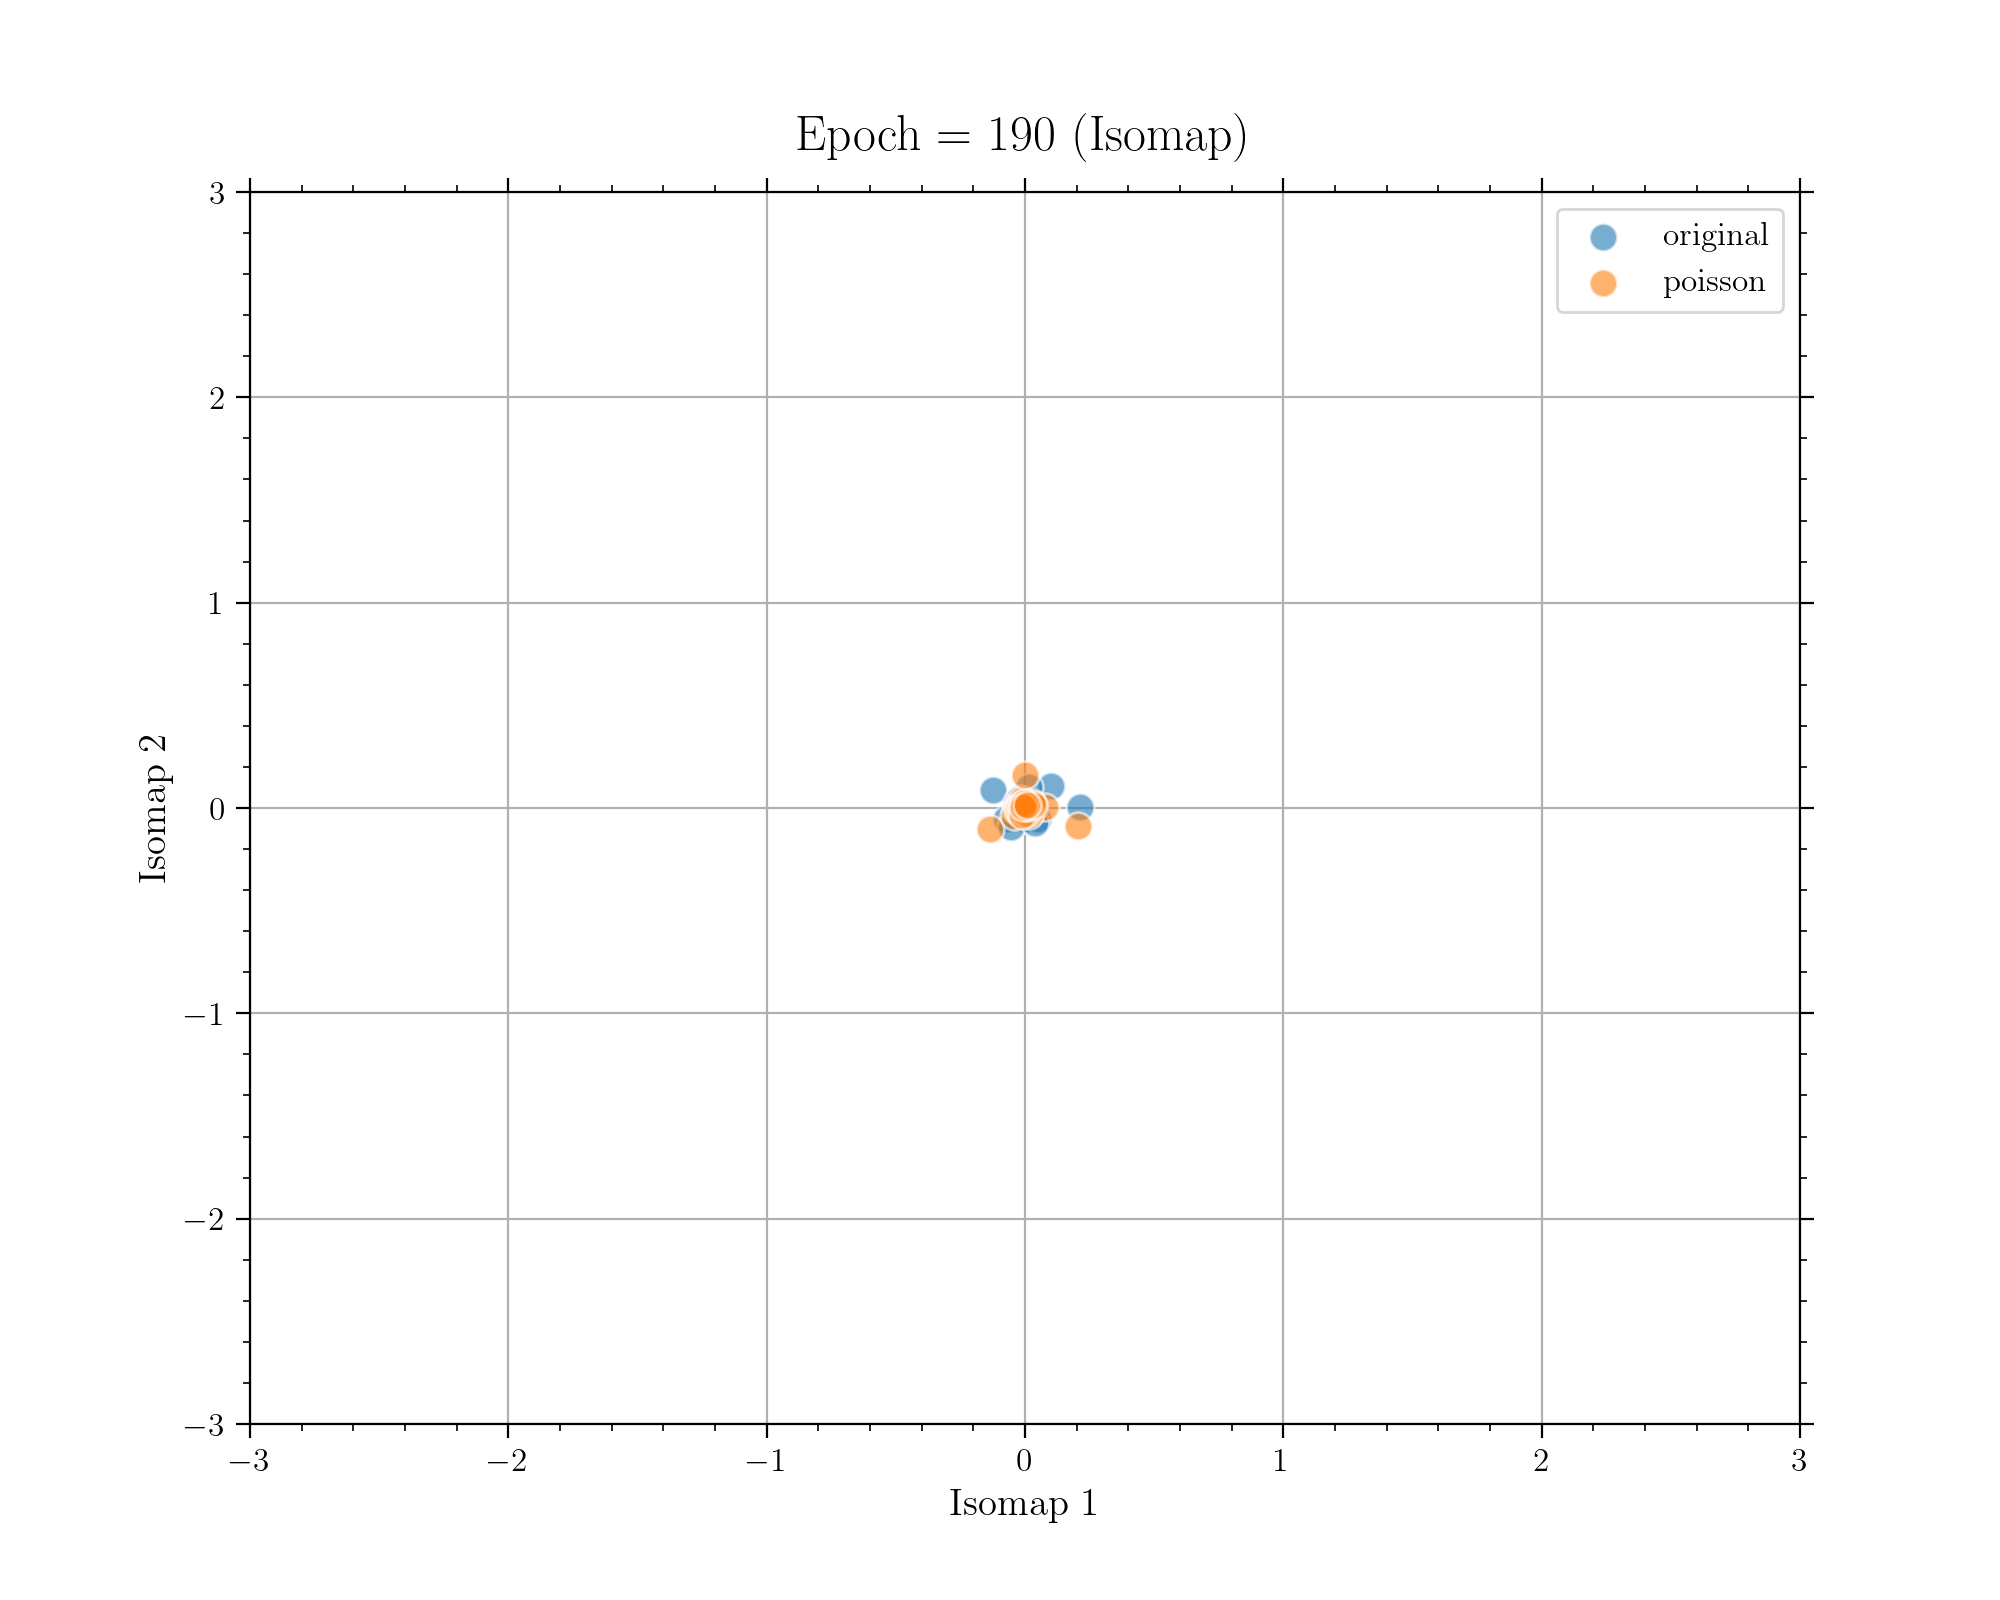 Epoch = 190 (Isomap)
original
poisson
3
2
1
0
−1
−2
−3
Isomap 2
−3 −2 −1 0 1 2 3
Isomap 1